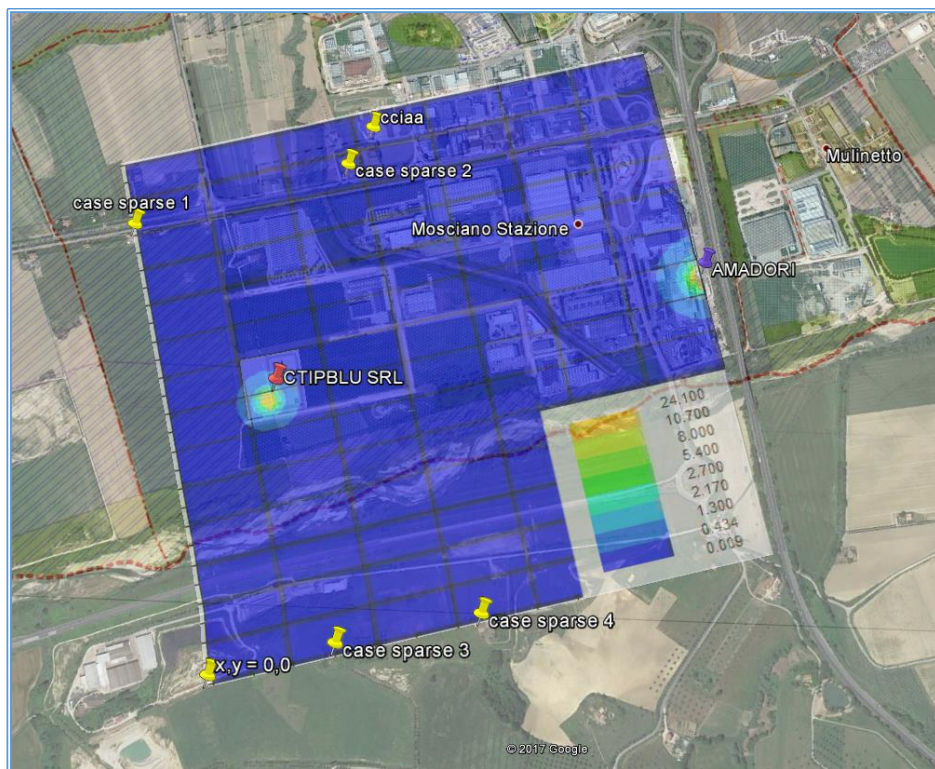 cciaa
case sparse 2
Mulinetto
case sparse 1
Mosciano Stazione
AMADORI
CTIPBLU SRL
24.100
10.700
8.000
5.400
2.700
2.170
1.300
0.434
0.009
case sparse 4
case sparse 3
x,y = 0,0
© 2017 Google